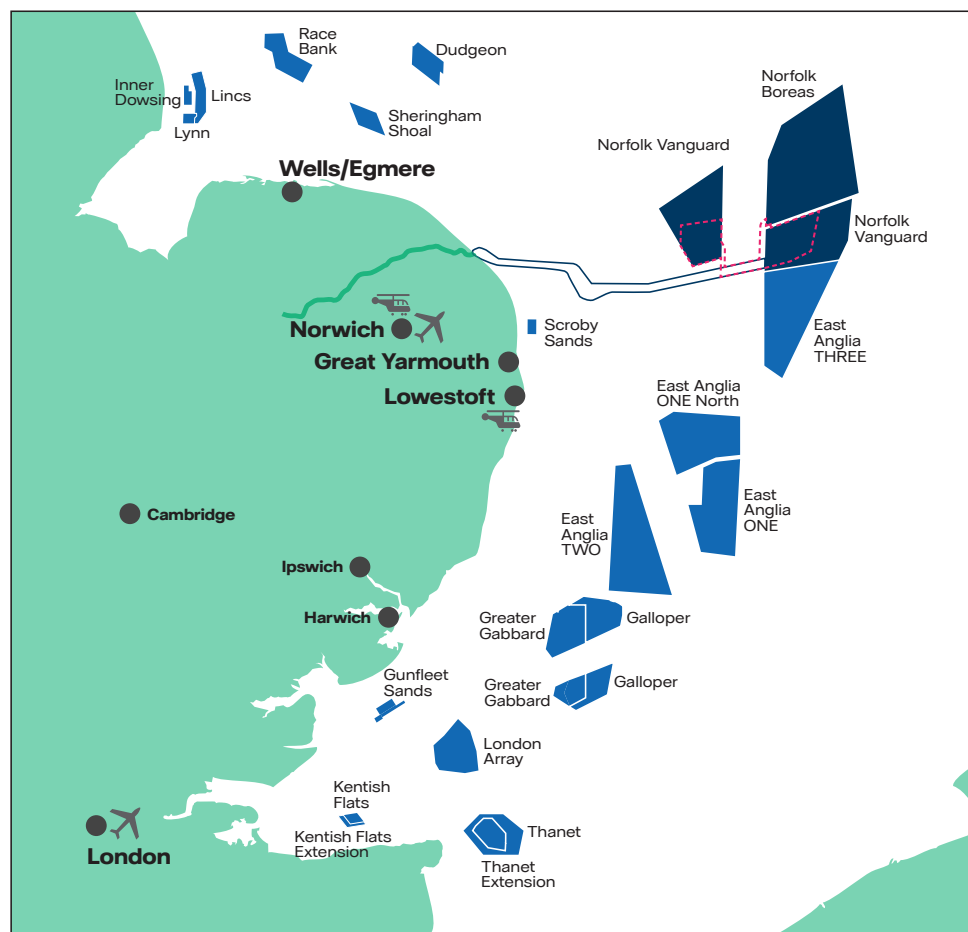 Race
Bank
Dudgeon
Inner
Dowsing
Lincs
Lynn
Sheringham
Shoal
Norfolk
Boreas
Norfolk Vanguard
Wells/Egmere
Norfolk
Vanguard
Norwich
Scroby
Sands
East
Anglia
THREE
Great Yarmouth
Lowestoft
East Anglia
ONE North
East
Anglia
ONE
East
Anglia
TWO
Cambridge
Ipswich
Harwich
Greater
Gabbard
Galloper
Gunfleet
Sands
Greater
Gabbard
Galloper
London
Array
Kentish
Flats
Kentish Flats
Extension
Thanet
Thanet
Extension
London